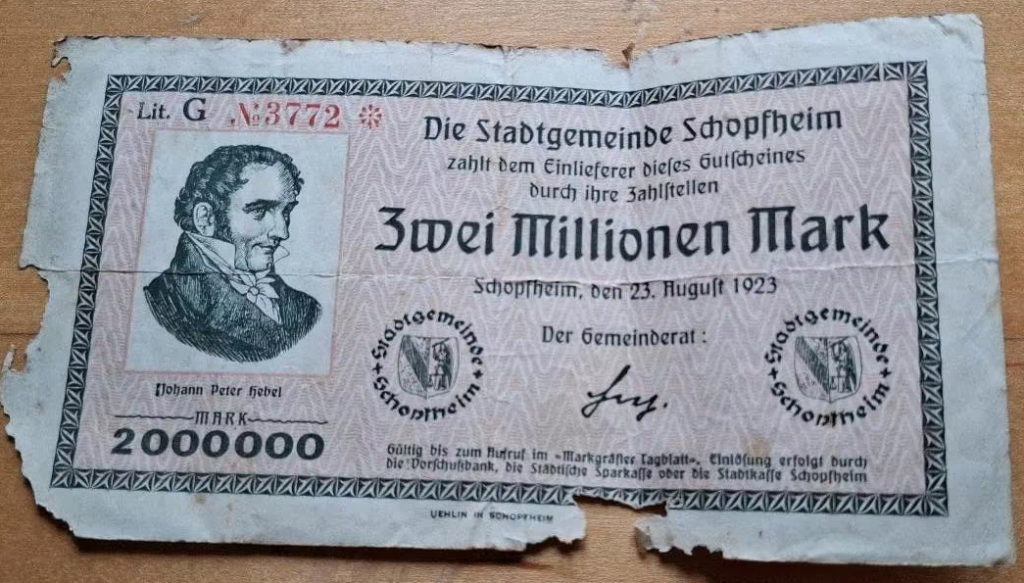 Lit. G № 3772
Die Stadtgemeinde Schopfheim
zahlt dem Einlieferer dieses Gutscheines
durch ihre Zahlstellen
Zwei Millionen Mark
Schopfheim, den 23. August 1923
Der Gemeinderat:
Stadtgemeinde Schopfheim
Stadtgemeinde Schopfheim
Johann Peter Hebel
MARK
2000000
Gültig bis zum Aufruf im »Markgräfler Tagblatt«. Einlösung erfolgt durch
die Vorschußbank, die Städtische Sparkasse oder die Stadtkasse Schopfheim
UEHLIN IN SCHOPFHEIM